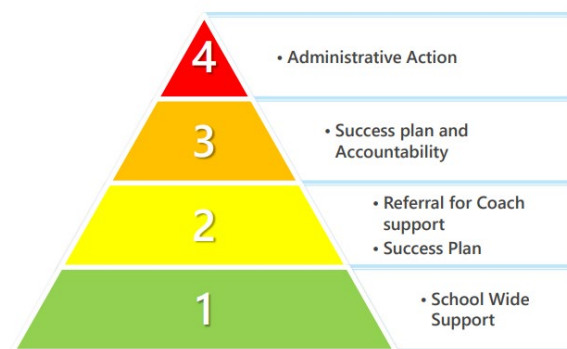 4
• Administrative Action
3
• Success plan and
Accountability
2
• Referral for Coach
support
• Success Plan
1
• School Wide
Support